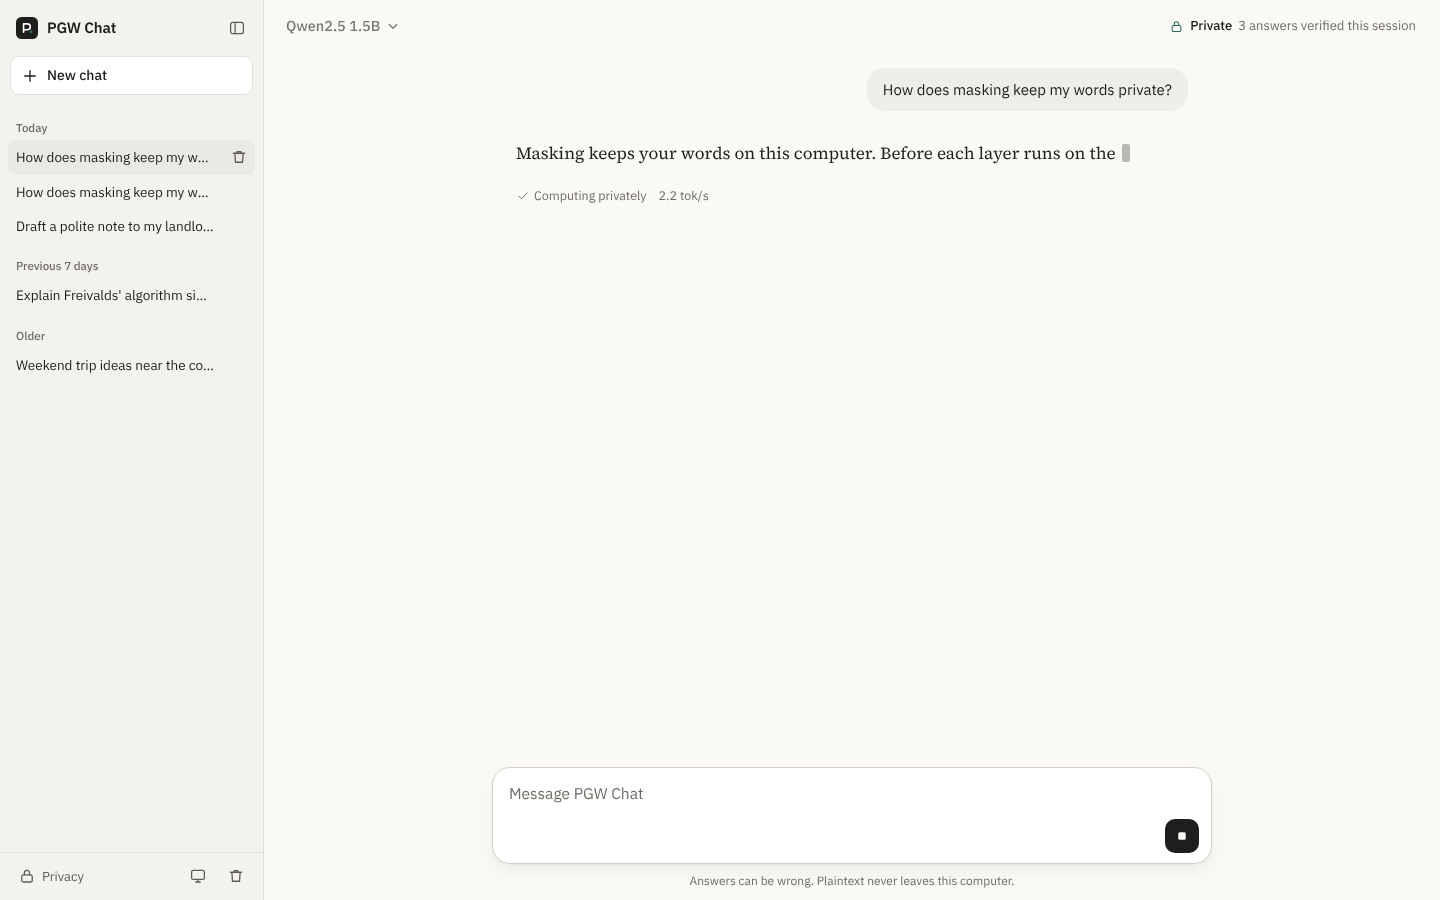 PGW Chat
New chat
Today
How does masking keep my w...
How does masking keep my w...
Draft a polite note to my landlo...
Previous 7 days
Explain Freivalds' algorithm si...
Older
Weekend trip ideas near the co...
Privacy
Qwen2.5 1.5B
Private 3 answers verified this session
How does masking keep my words private?
Masking keeps your words on this computer. Before each layer runs on the
Computing privately 2.2 tok/s
Message PGW Chat
Answers can be wrong. Plaintext never leaves this computer.